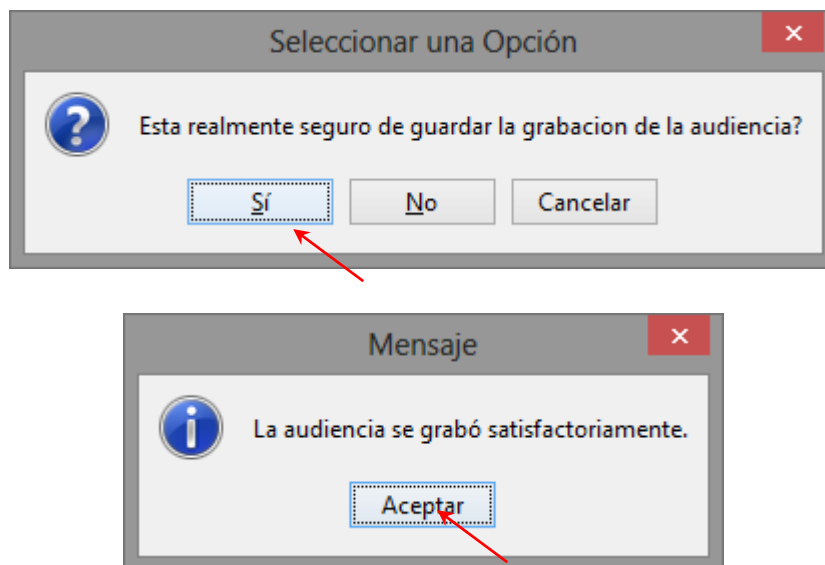 Seleccionar una Opción
Esta realmente seguro de guardar la grabacion de la audiencia?
Sí No Cancelar
Mensaje
La audiencia se grabó satisfactoriamente.
Aceptar